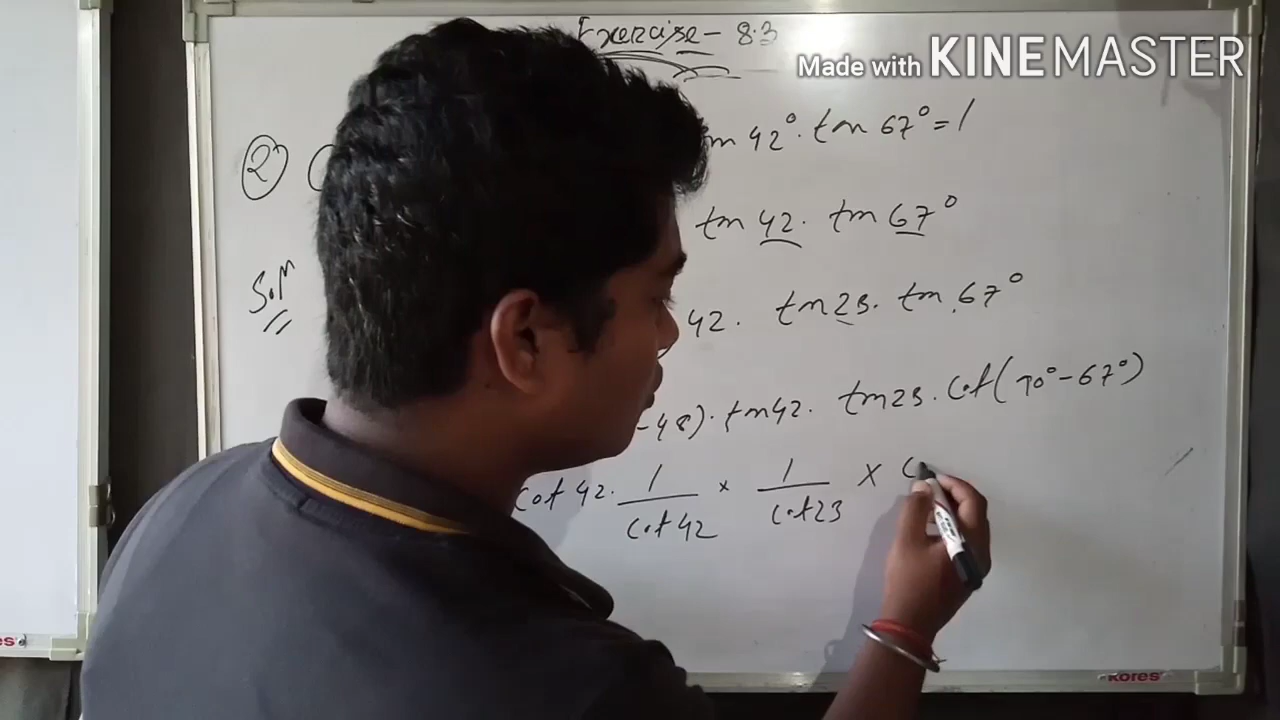 Exercise - 8.3
Made with KINEMASTER
2 42° . tan 67° = 1
Sol tan 42 . tan 67°
42 . tan 23 . tan 67°
- 48) . tan 42 . tan 23 . cot (90° - 67°)
cot 42 . 1/cot 42 × 1/cot 23 × c
kores